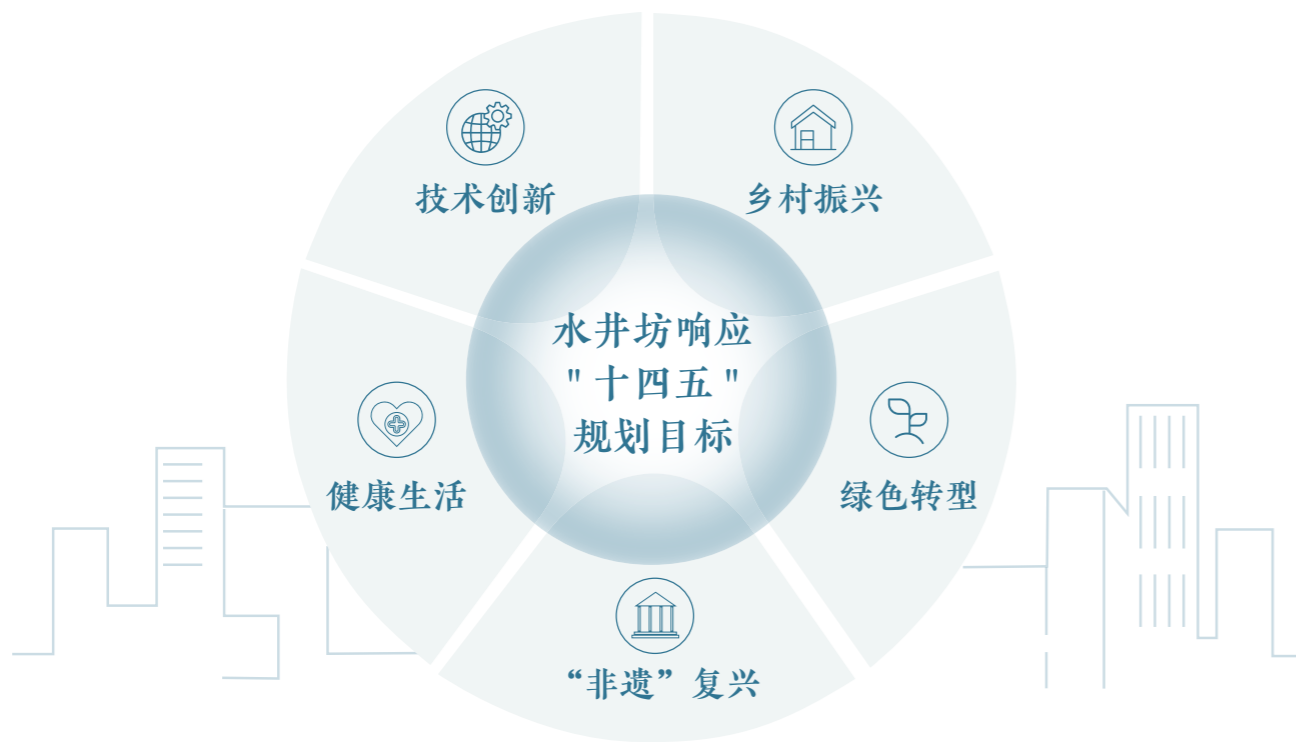 技术创新
乡村振兴
水井坊响应
"十四五"
规划目标
健康生活
绿色转型
“非遗”复兴